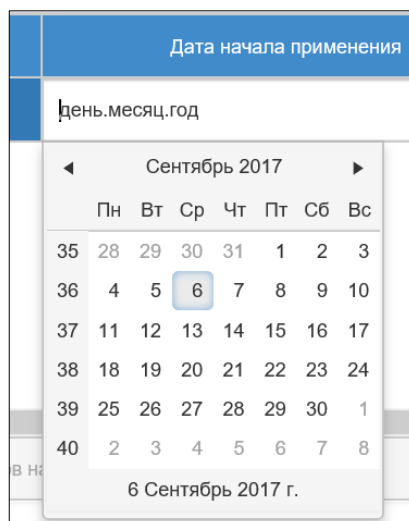 Дата начала применения
день.месяц.год
Сентябрь 2017
Пн Вт Ср Чт Пт Сб Вс
35 28 29 30 31 1 2 3
36 4 5 6 7 8 9 10
37 11 12 13 14 15 16 17
38 18 19 20 21 22 23 24
39 25 26 27 28 29 30 1
40 2 3 4 5 6 7 8
6 Сентябрь 2017 г.